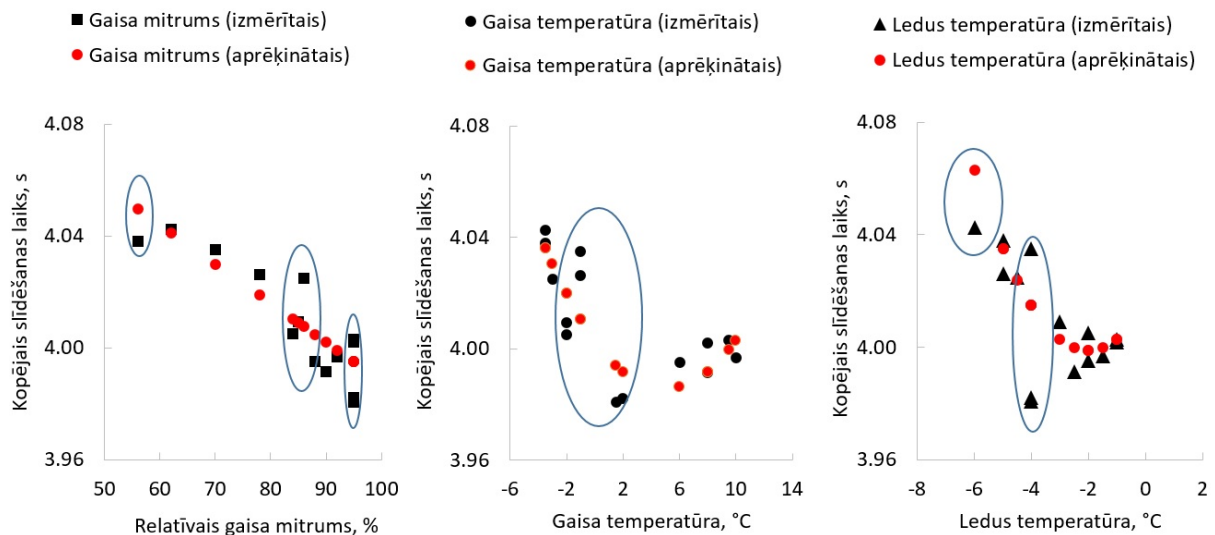 Gaisa mitrums (izmērītais)
Gaisa mitrums (aprēķinātais)
Kopējais slīdēšanas laiks, s
4.08
4.04
4.00
3.96
50 60 70 80 90 100
Relatīvais gaisa mitrums, %
Gaisa temperatūra (izmērītais)
Gaisa temperatūra (aprēķinātais)
Kopējais slīdēšanas laiks, s
4.08
4.04
4.00
3.96
-6 -2 2 6 10 14
Gaisa temperatūra, °C
Ledus temperatūra (izmērītais)
Ledus temperatūra (aprēķinātais)
Kopējais slīdēšanas laiks, s
4.08
4.04
4.00
3.96
-8 -6 -4 -2 0 2
Ledus temperatūra, °C